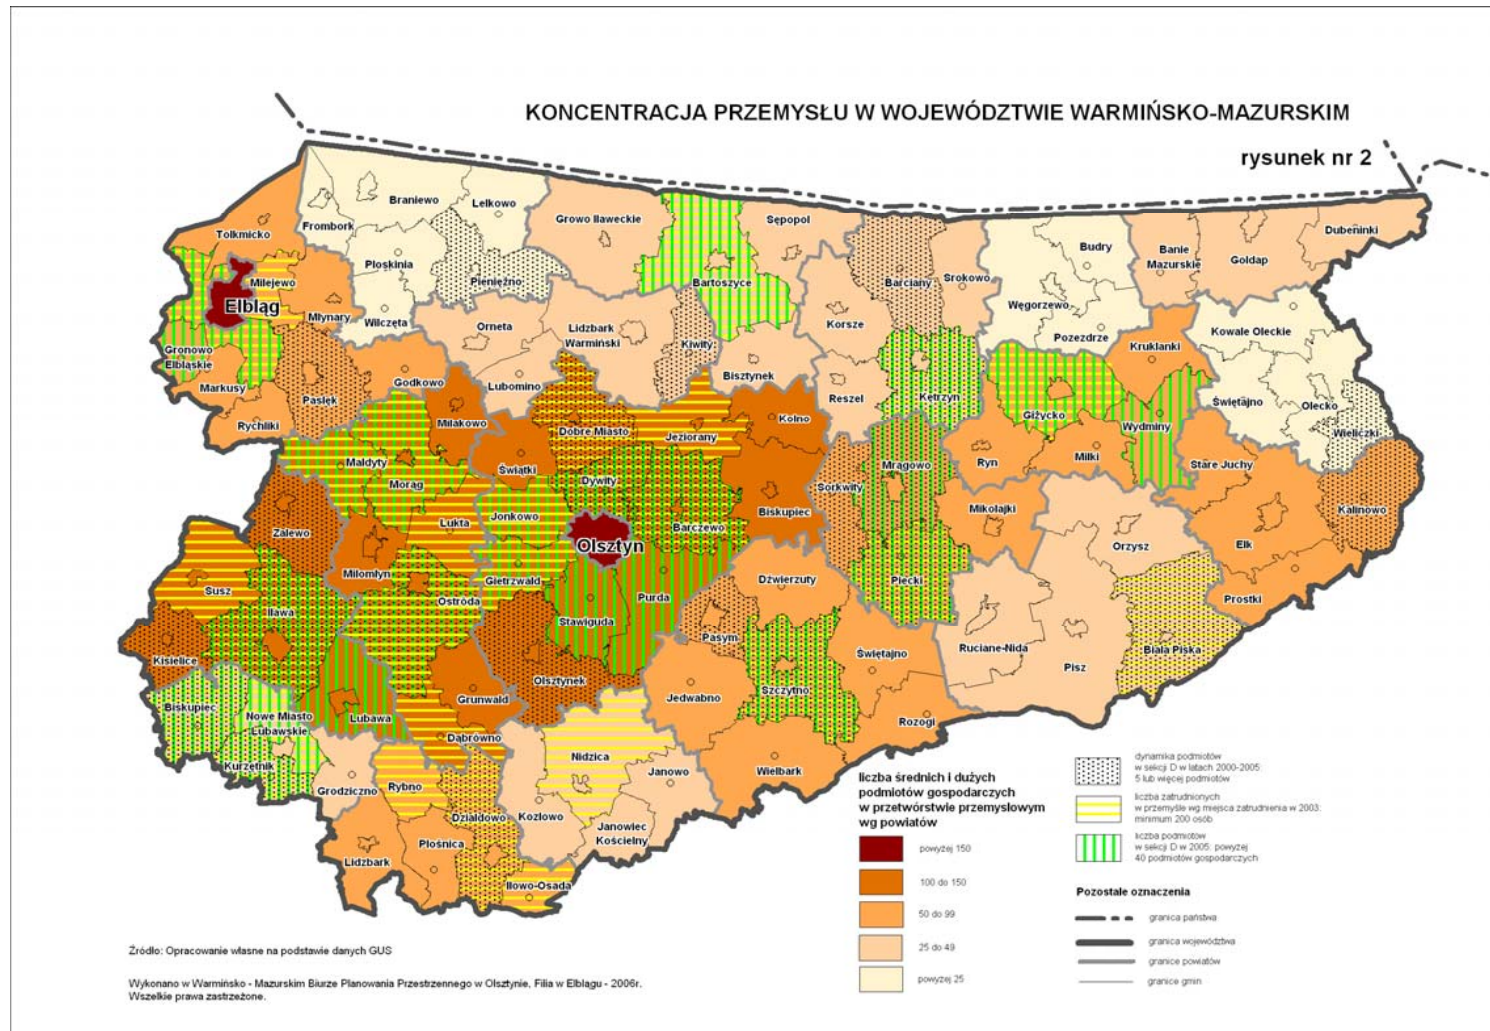 KONCENTRACJA PRZEMYSŁU W WOJEWÓDZTWIE WARMIŃSKO-MAZURSKIM
rysunek nr 2
Frombork
Braniewo
Lelkowo
Płoskinia
Pieniężno
Wilczęta
Tolkmicko
Milejewo
Elbląg
Młynary
Gronowo
Elbląskie
Markusy
Rychliki
Pasłęk
Godkowo
Growo Iławeckie
Bartoszyce
Sępopol
Bisztynek
Orneta
Lidzbark
Warmiński
Kiwity
Lubomino
Barciany
Srokowo
Korsze
Reszel
Kętrzyn
Budry
Węgorzewo
Pozezdrze
Banie
Mazurskie
Gołdap
Dubeninki
Kowale Oleckie
Świętajno
Olecko
Wieliczki
Kruklanki
Giżycko
Wydminy
Ryn
Miłki
Stare Juchy
Ełk
Kalinowo
Prostki
Mrągowo
Sorkwity
Mikołajki
Piecki
Orzysz
Ruciane-Nida
Pisz
Biała Piska
Dobre Miasto
Jeziorany
Kolno
Świątki
Dywity
Biskupiec
Jonkowo
Barczewo
Olsztyn
Gietrzwałd
Purda
Stawiguda
Olsztynek
Miłakowo
Małdyty
Morąg
Łukta
Miłomłyn
Ostróda
Grunwald
Dąbrówno
Zalewo
Susz
Iława
Kisielice
Lubawa
Biskupiec
Nowe Miasto
Lubawskie
Kurzętnik
Grodziczno
Rybno
Działdowo
Lidzbark
Płośnica
Iłowo-Osada
Nidzica
Kozłowo
Janowo
Janowiec
Kościelny
Dźwierzuty
Pasym
Szczytno
Świętajno
Jedwabno
Rozogi
Wielbark
liczba średnich i dużych
podmiotów gospodarczych
w przetwórstwie przemysłowym
wg powiatów
powyżej 150
100 do 150
50 do 99
25 do 49
powyżej 25
dynamika podmiotów
w sekcji D w latach 2000-2005:
5 lub więcej podmiotów
liczba zatrudnionych
w przemyśle wg miejsca zatrudnienia w 2003:
minimum 200 osób
liczba podmiotów
w sekcji D w 2005: powyżej
40 podmiotów gospodarczych
Pozostałe oznaczenia
granica państwa
granica województwa
granice powiatów
granice gmin
Źródło: Opracowanie własne na podstawie danych GUS
Wykonano w Warmińsko - Mazurskim Biurze Planowania Przestrzennego w Olsztynie, Filia w Elblągu - 2006r.
Wszelkie prawa zastrzeżone.